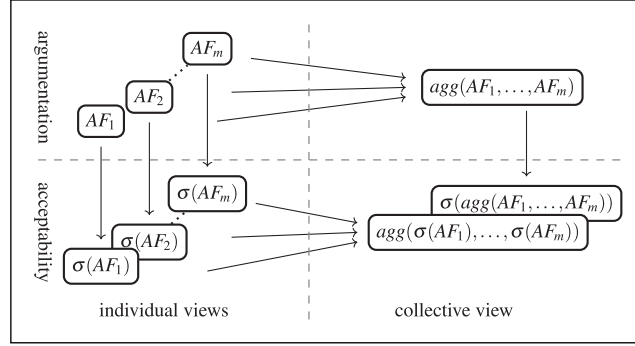 argumentation
AF_m
AF_2
AF_1
agg(AF_1,...,AF_m)
acceptability
σ(AF_m)
σ(AF_2)
σ(AF_1)
σ(agg(AF_1,...,AF_m))
agg(σ(AF_1),...,σ(AF_m))
individual views
collective view